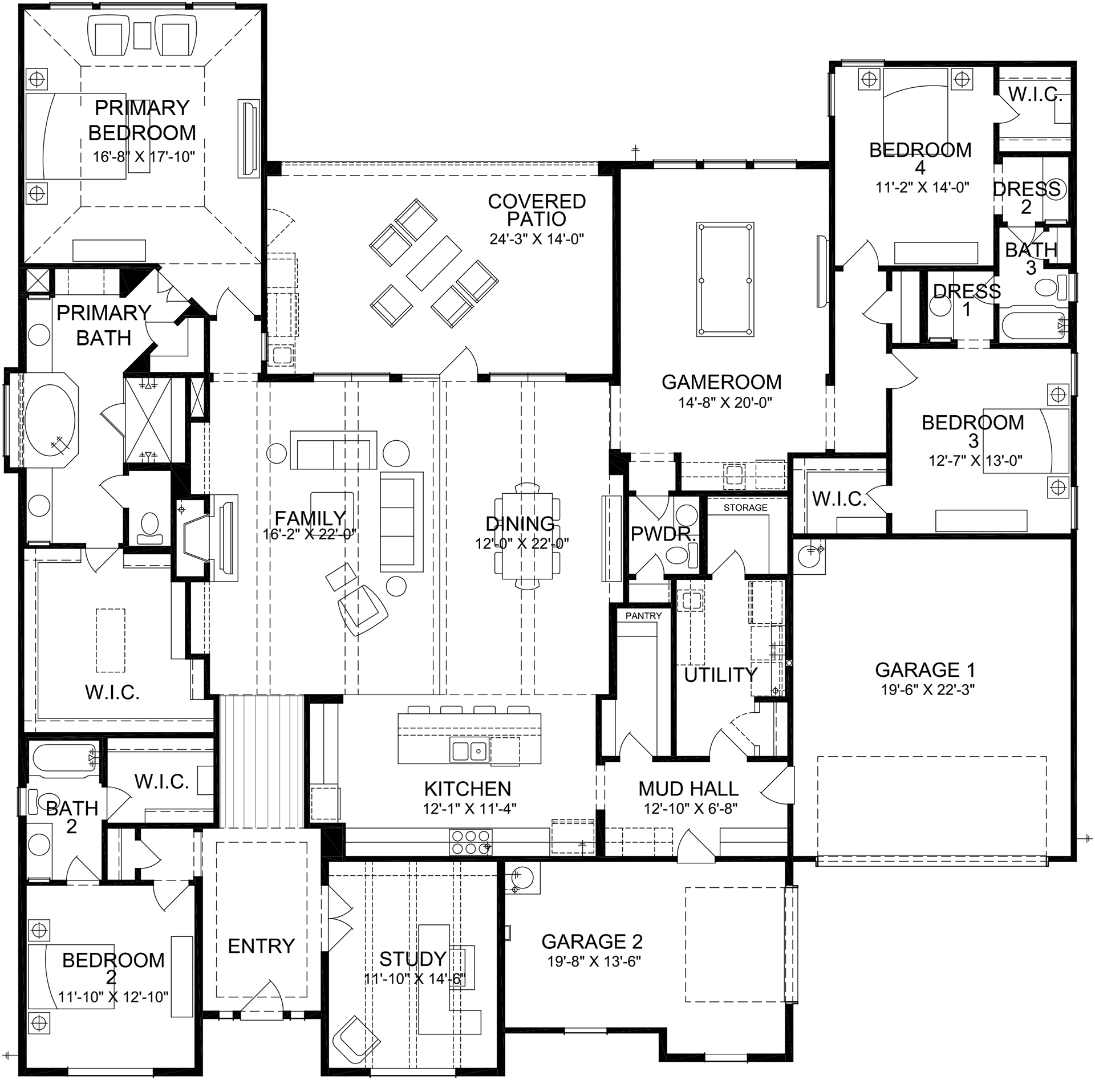 PRIMARY
BEDROOM
16'-8" X 17'-10"
BEDROOM
4
11'-2" X 14'-0"
W.I.C.
DRESS
2
BATH
3
COVERED
PATIO
24'-3" X 14'-0"
DRESS
1
PRIMARY
BATH
GAMEROOM
14'-8" X 20'-0"
BEDROOM
3
12'-7" X 13'-0"
W.I.C.
FAMILY
16'-2" X 22'-0"
DINING
12'-0" X 22'-0"
PWDR.
STORAGE
PANTRY
UTILITY
GARAGE 1
19'-6" X 22'-3"
W.I.C.
W.I.C.
BATH
2
KITCHEN
12'-1" X 11'-4"
MUD HALL
12'-10" X 6'-8"
BEDROOM
2
11'-10" X 12'-10"
ENTRY
STUDY
11'-10" X 14'-6"
GARAGE 2
19'-8" X 13'-6"